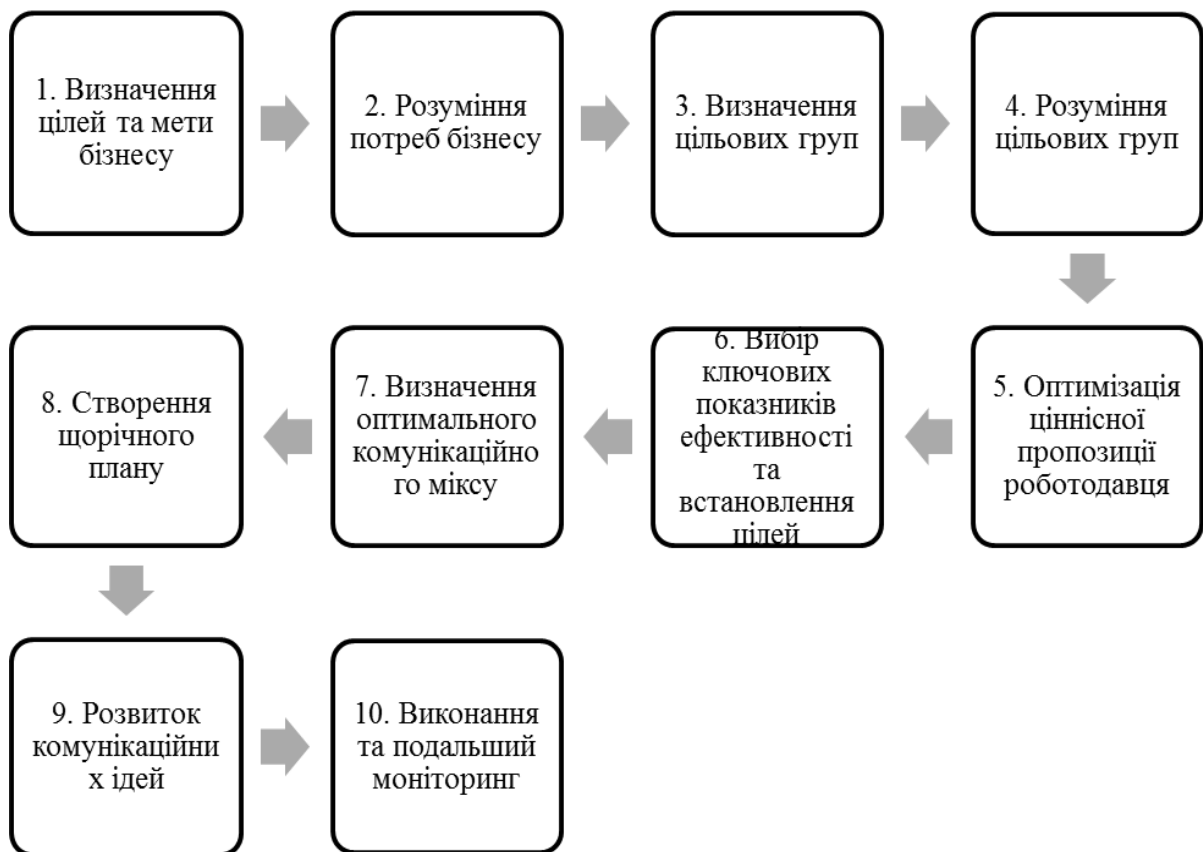 1. Визначення
цілей та мети
бізнесу
2. Розуміння
потреб бізнесу
3. Визначення
цільових груп
4. Розуміння
цільових груп
5. Оптимізація
ціннісної
пропозиції
роботодавця
6. Вибір
ключових
показників
ефективності
та
встановлення
цілей
7. Визначення
оптимального
комунікаційно
го міксу
8. Створення
щорічного
плану
9. Розвиток
комунікаційни
х ідей
10. Виконання
та подальший
моніторинг